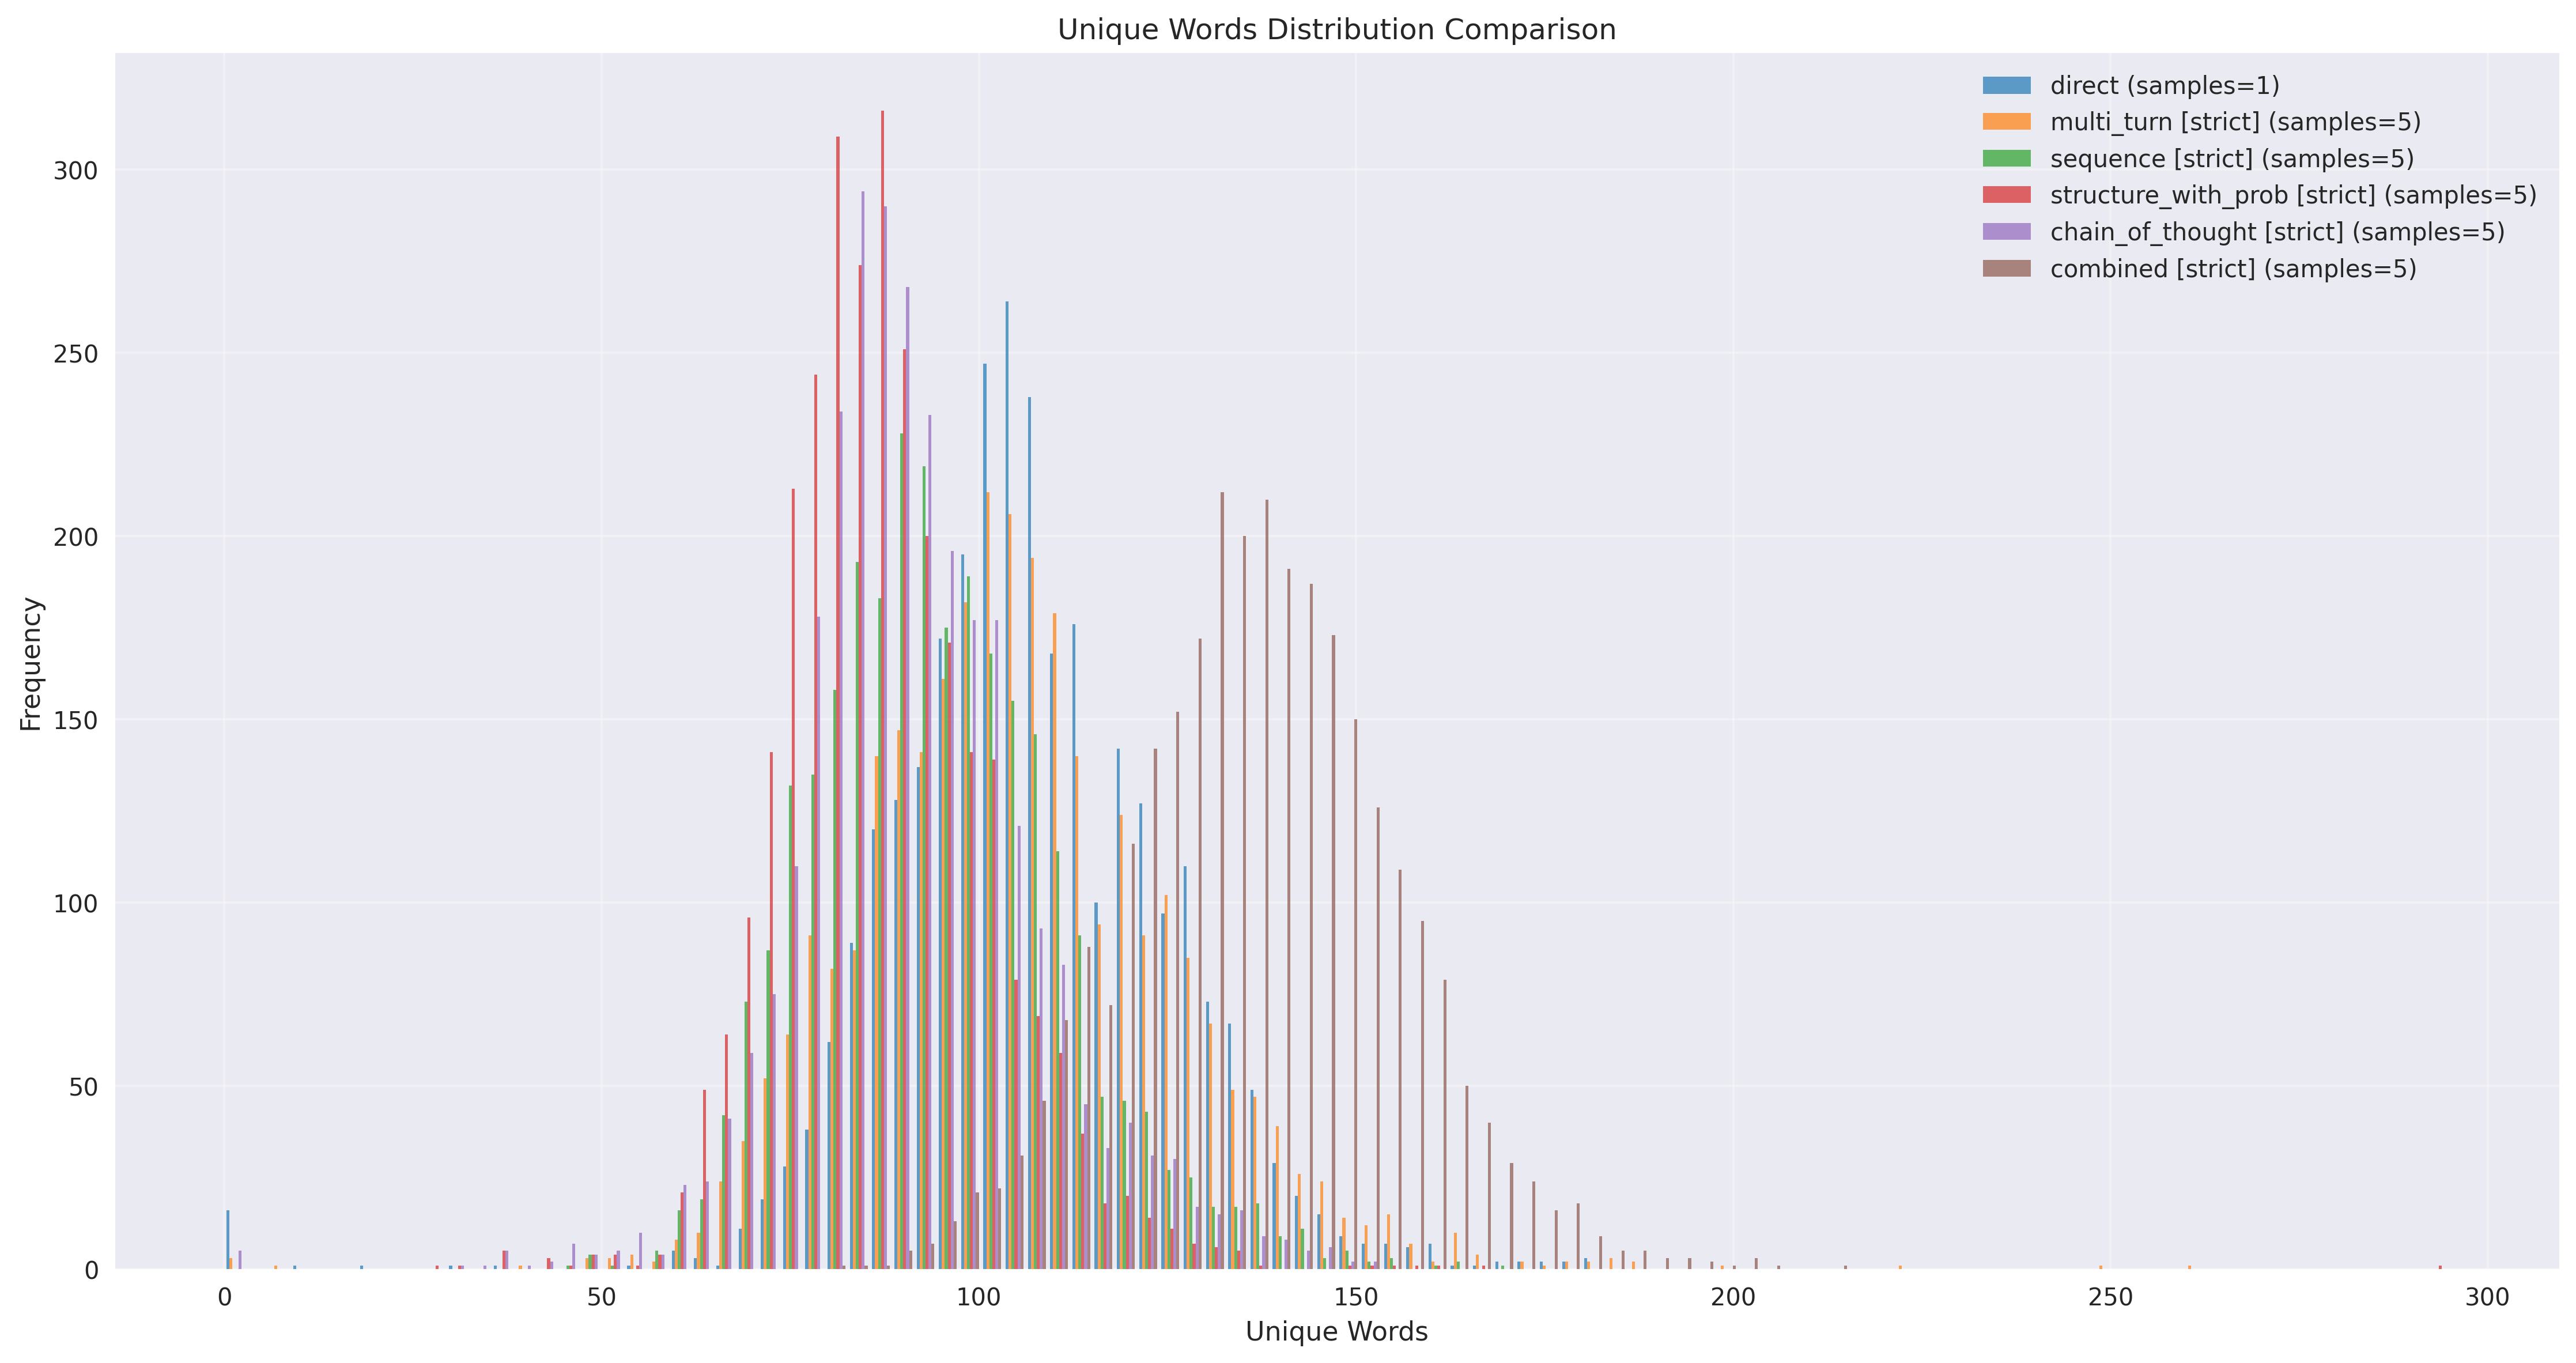 Unique Words Distribution Comparison
direct (samples=1)
multi_turn [strict] (samples=5)
sequence [strict] (samples=5)
structure_with_prob [strict] (samples=5)
chain_of_thought [strict] (samples=5)
combined [strict] (samples=5)
Frequency
300
250
200
150
100
50
0
0 50 100 150 200 250 300
Unique Words